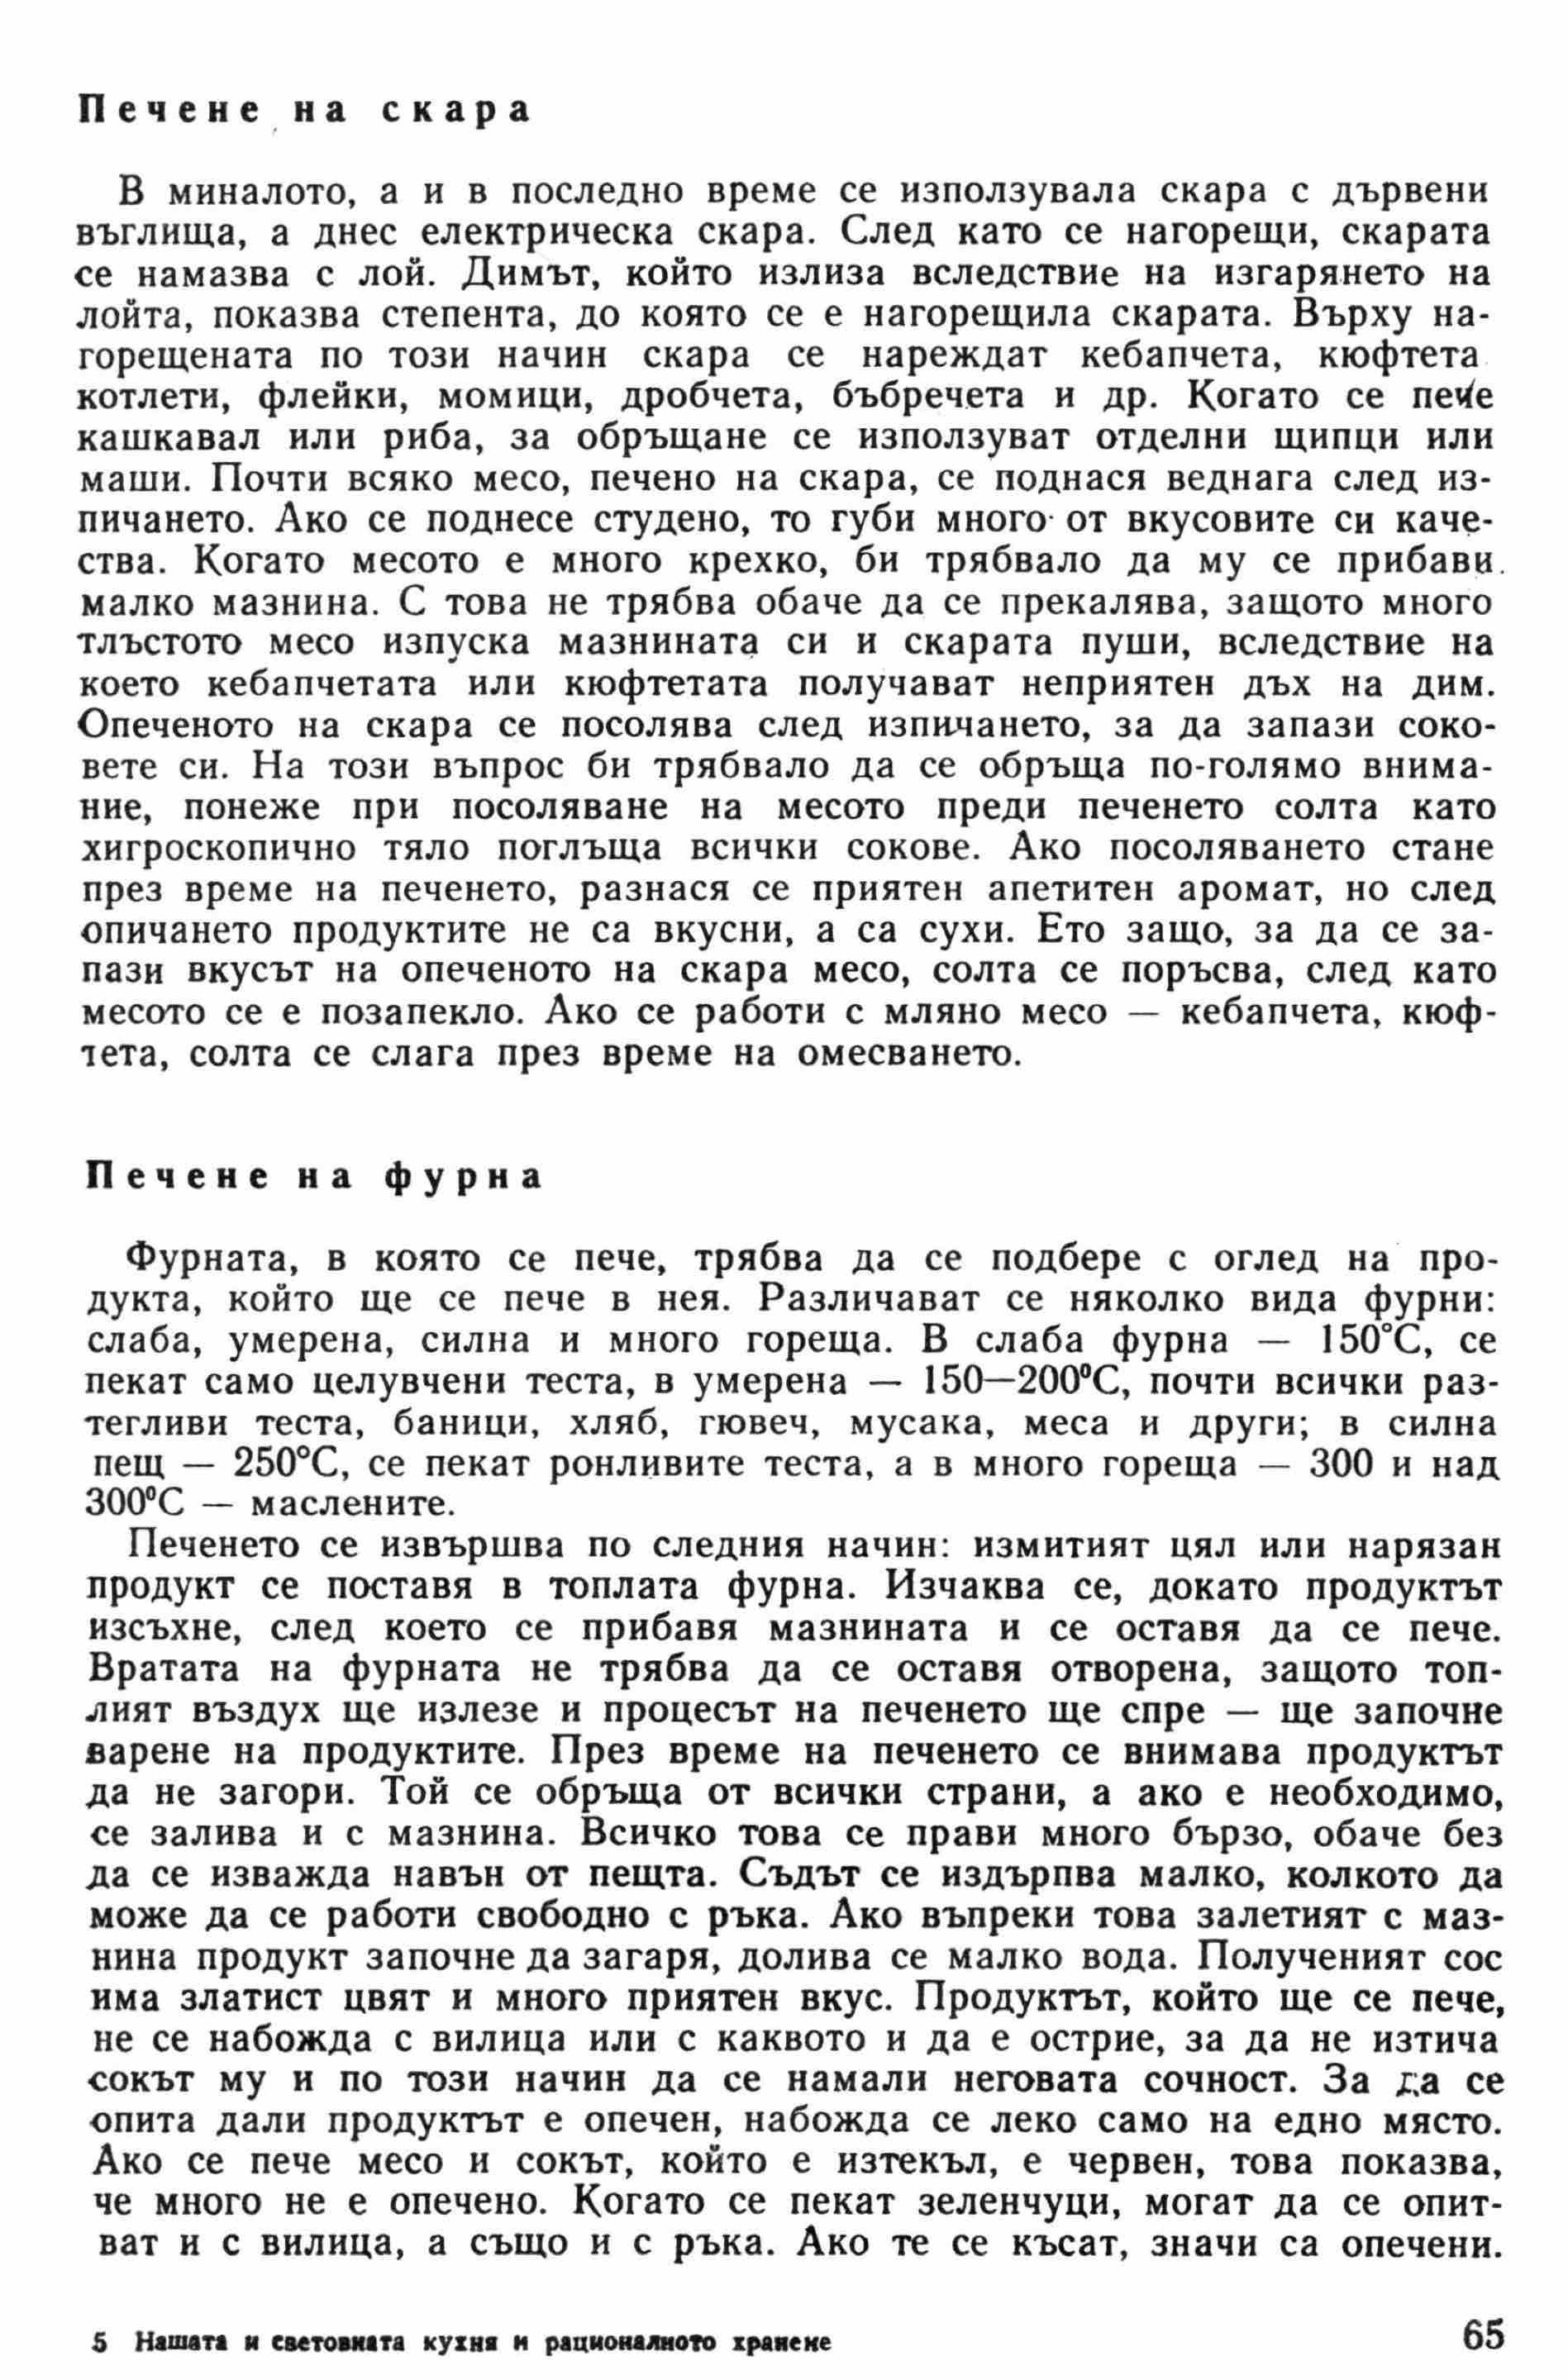 Печене на скара
В миналото, а и в последно време се използувала скара с дървени
въглища, а днес електрическа скара. След като се нагорещи, скарата
се намазва с лой. Димът, който излиза вследствие на изгарянето на
лойта, показва степента, до която се е нагорещила скарата. Върху на-
горещената по този начин скара се нареждат кебапчета, кюфтета
котлети, флейки, момици, дробчета, бъбречета и др. Когато се пече
кашкавал или риба, за обръщане се използуват отделни щипци или
маши. Почти всяко месо, печено на скара, се поднася веднага след из-
пичането. Ако се поднесе студено, то губи много от вкусовите си каче-
ства. Когато месото е много крехко, би трябвало да му се прибави.
малко мазнина. С това не трябва обаче да се прекалява, защото много
тлъстото месо изпуска мазнината си и скарата пуши, вследствие на
което кебапчетата или кюфтетата получават неприятен дъх на дим.
Опеченото на скара се посолява след изпичането, за да запази соко-
вете си. На този въпрос би трябвало да се обръща по-голямо внима-
ние, понеже при посоляване на месото преди печенето солта като
хигроскопично тяло поглъща всички сокове. Ако посоляването стане
през време на печенето, разнася се приятен апетитен аромат, но след
опичането продуктите не са вкусни, а са сухи. Ето защо, за да се за-
пази вкусът на опеченото на скара месо, солта се поръсва, след като
месото се е позапекло. Ако се работи с мляно месо — кебапчета, кюф-
тета, солта се слага през време на омесването.
Печене на фурна
Фурната, в която се пече, трябва да се подбере с оглед на про-
дукта, който ще се пече в нея. Различават се няколко вида фурни:
слаба, умерена, силна и много гореща. В слаба фурна — 150°С, се
пекат само целувчени теста, в умерена — 150—200°С, почти всички раз-
тегливи теста, баници, хляб, гювеч, мусака, меса и други; в силна
пещ — 250°С, се пекат ронливите теста, а в много гореща — 300 и над
300°С — маслените.
Печенето се извършва по следния начин: измитият цял или нарязан
продукт се поставя в топлата фурна. Изчаква се, докато продуктът
изсъхне, след което се прибавя мазнината и се оставя да се пече.
Вратата на фурната не трябва да се оставя отворена, защото топ-
лият въздух ще излезе и процесът на печенето ще спре — ще започне
варене на продуктите. През време на печенето се внимава продуктът
да не загори. Той се обръща от всички страни, а ако е необходимо,
се залива и с мазнина. Всичко това се прави много бързо, обаче без
да се изважда навън от пещта. Съдът се издърпва малко, колкото да
може да се работи свободно с ръка. Ако въпреки това залетият с маз-
нина продукт започне да загаря, долива се малко вода. Полученият сос
има златист цвят и много приятен вкус. Продуктът, който ще се пече,
не се набожда с вилица или с каквото и да е острие, за да не изтича
сокът му и по този начин да се намали неговата сочност. За да се
опита дали продуктът е опечен, набожда се леко само на едно място.
Ако се пече месо и сокът, който е изтекъл, е червен, това показва,
че много не е опечено. Когато се пекат зеленчуци, могат да се опит-
ват и с вилица, а също и с ръка. Ако те се късат, значи са опечени.
5 Нашата и световната кухня и рационалното хранене 65